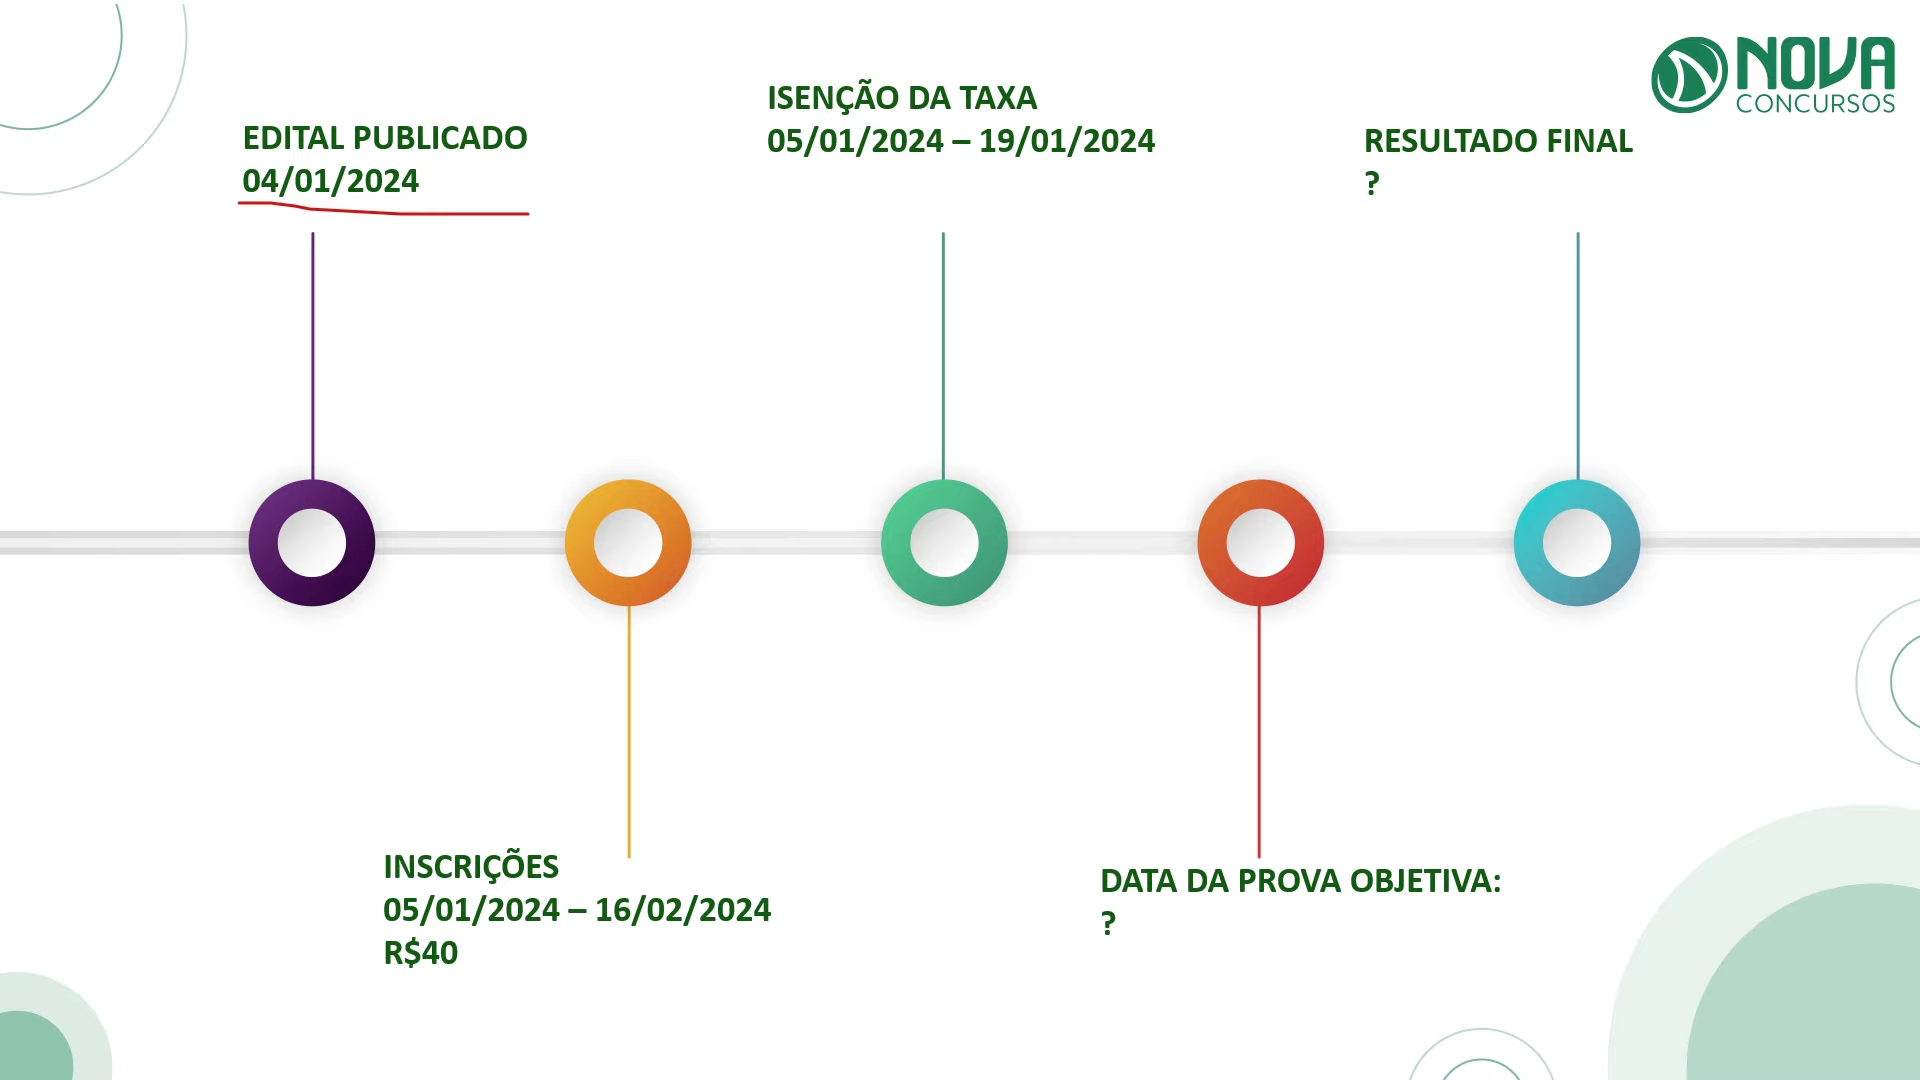 NOVA
CONCURSOS
EDITAL PUBLICADO
04/01/2024
ISENÇÃO DA TAXA
05/01/2024 – 19/01/2024
RESULTADO FINAL
?
INSCRIÇÕES
05/01/2024 – 16/02/2024
R$40
DATA DA PROVA OBJETIVA:
?